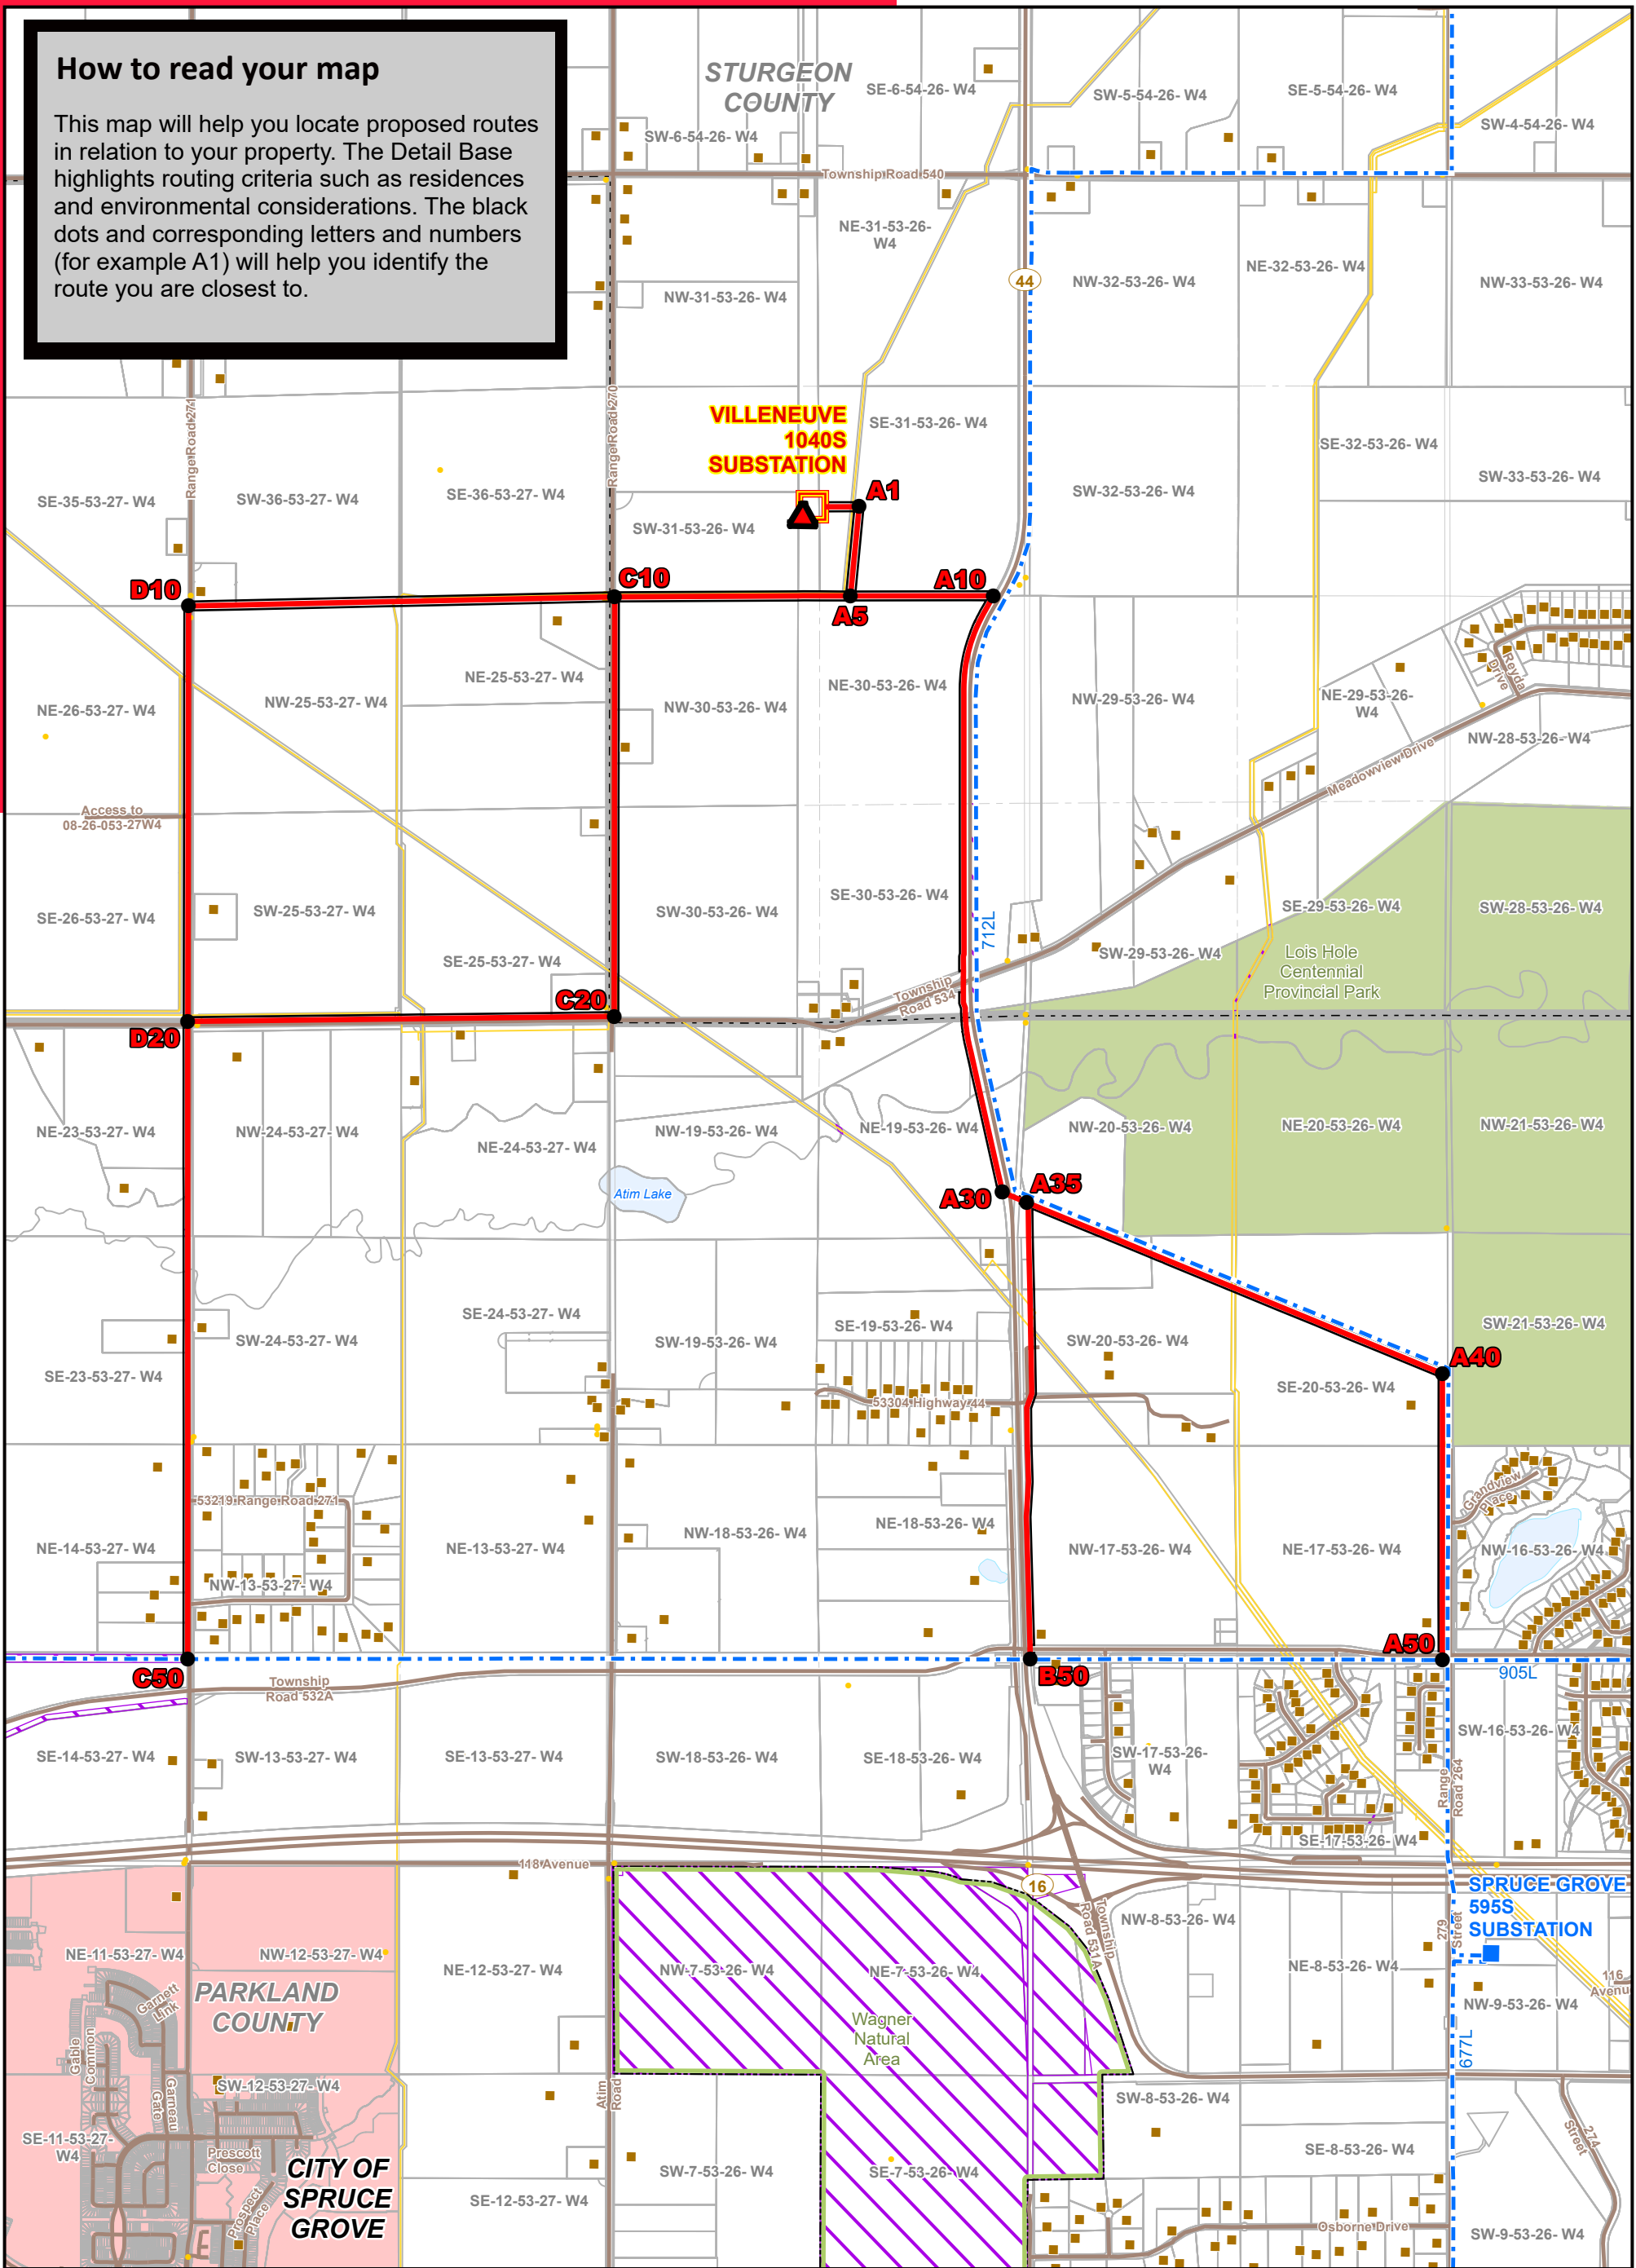 How to read your map
This map will help you locate proposed routes
in relation to your property. The Detail Base
highlights routing criteria such as residences
and environmental considerations. The black
dots and corresponding letters and numbers
(for example A1) will help you identify the
route you are closest to.
STURGEON
COUNTY
SE-6-54-26- W4
SW-5-54-26- W4
SE-5-54-26- W4
SW-4-54-26- W4
SW-6-54-26- W4
Township Road 540
NE-31-53-26-
W4
NW-31-53-26- W4
44
NW-32-53-26- W4
NE-32-53-26- W4
NW-33-53-26- W4
Range Road 271
Range Road 270
VILLENEUVE
1040S
SUBSTATION
SE-31-53-26- W4
SE-32-53-26- W4
SW-33-53-26- W4
SE-35-53-27- W4
SW-36-53-27- W4
SE-36-53-27- W4
SW-31-53-26- W4
A1
SW-32-53-26- W4
D10
C10
A5
A10
NE-26-53-27- W4
NW-25-53-27- W4
NE-25-53-27- W4
NW-30-53-26- W4
NE-30-53-26- W4
NW-29-53-26- W4
NE-29-53-26-
W4
Reyda
Drive
NW-28-53-26- W4
Meadowview Drive
Access to
08-26-053-27W4
SE-26-53-27- W4
SW-25-53-27- W4
SE-25-53-27- W4
SW-30-53-26- W4
SE-30-53-26- W4
712L
SW-29-53-26- W4
SE-29-53-26- W4
SW-28-53-26- W4
Lois Hole
Centennial
Provincial Park
Township
Road 534
D20
C20
NE-23-53-27- W4
NW-24-53-27- W4
NE-24-53-27- W4
NW-19-53-26- W4
NE-19-53-26- W4
NW-20-53-26- W4
NE-20-53-26- W4
NW-21-53-26- W4
Atim Lake
A30
A35
SE-23-53-27- W4
SW-24-53-27- W4
SE-24-53-27- W4
SW-19-53-26- W4
SE-19-53-26- W4
SW-20-53-26- W4
SE-20-53-26- W4
SW-21-53-26- W4
A40
53304 Highway 44
53219 Range Road 271
Grandview
Place
NE-14-53-27- W4
NW-13-53-27- W4
NE-13-53-27- W4
NW-18-53-26- W4
NE-18-53-26- W4
NW-17-53-26- W4
NE-17-53-26- W4
NW-16-53-26- W4
C50
B50
A50
905L
Township
Road 532A
SE-14-53-27- W4
SW-13-53-27- W4
SE-13-53-27- W4
SW-18-53-26- W4
SE-18-53-26- W4
SW-17-53-26-
W4
SE-17-53-26- W4
SW-16-53-26- W4
Range
Road 264
118 Avenue
16
Township
Road 531A
SPRUCE GROVE
595S
SUBSTATION
279
Street
NE-11-53-27- W4
NW-12-53-27- W4
NE-12-53-27- W4
NW-7-53-26- W4
NE-7-53-26- W4
NW-8-53-26- W4
NE-8-53-26- W4
NW-9-53-26- W4
116
Avenu
PARKLAND
COUNTY
Garnett
Link
Gable
Common
Garneau
Gate
Wagner
Natural
Area
677L
Atim
Road
SE-11-53-27-
W4
SW-12-53-27- W4
SE-12-53-27- W4
SW-7-53-26- W4
SE-7-53-26- W4
SW-8-53-26- W4
SE-8-53-26- W4
SW-9-53-26- W4
274
Street
Prescott
Close
Prospect
Place
CITY OF
SPRUCE
GROVE
Osborne Drive